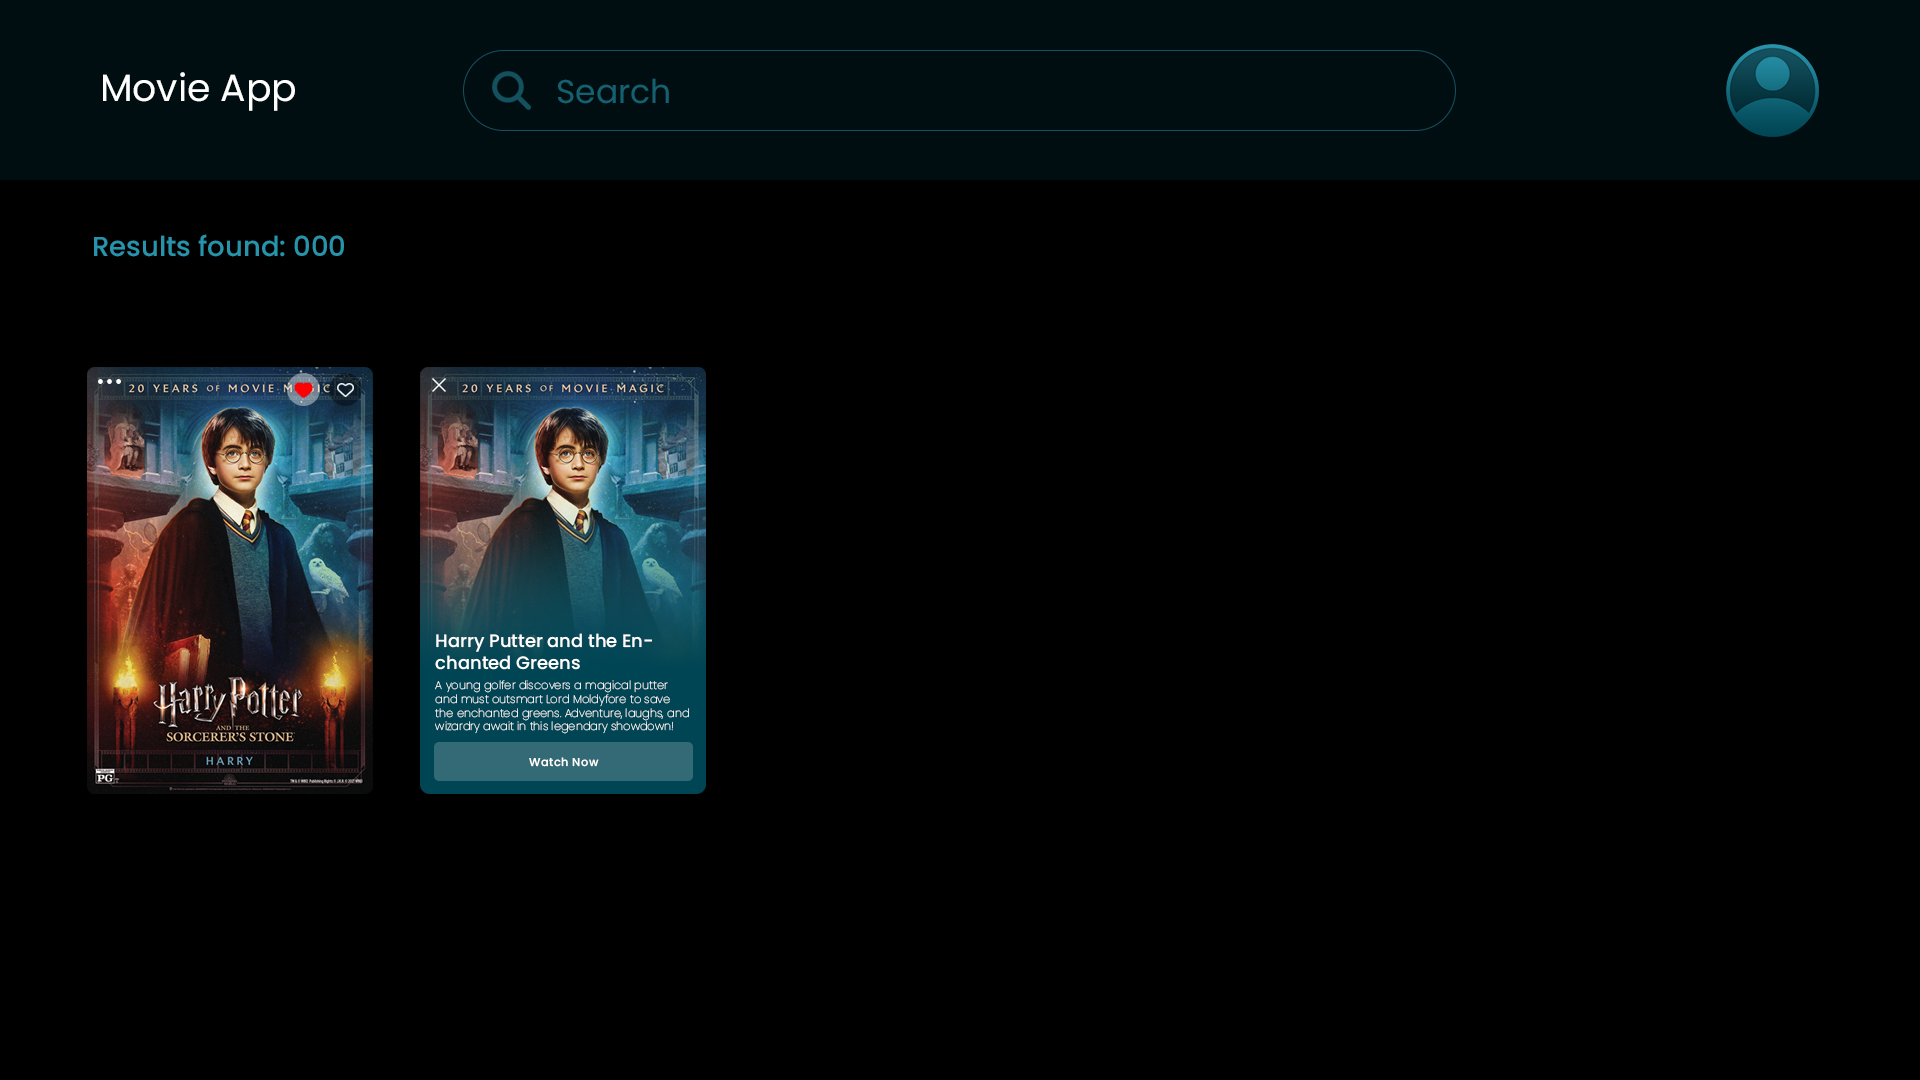 Movie App
Search
Results found: 000
20 YEARS OF MOVIE MAGIC
Harry Potter
AND THE
SORCERER'S STONE
HARRY
PG
20 YEARS OF MOVIE MAGIC
Harry Putter and the En-
chanted Greens
A young golfer discovers a magical putter
and must outsmart Lord Moldyfore to save
the enchanted greens. Adventure, laughs, and
wizardry await in this legendary showdown!
Watch Now